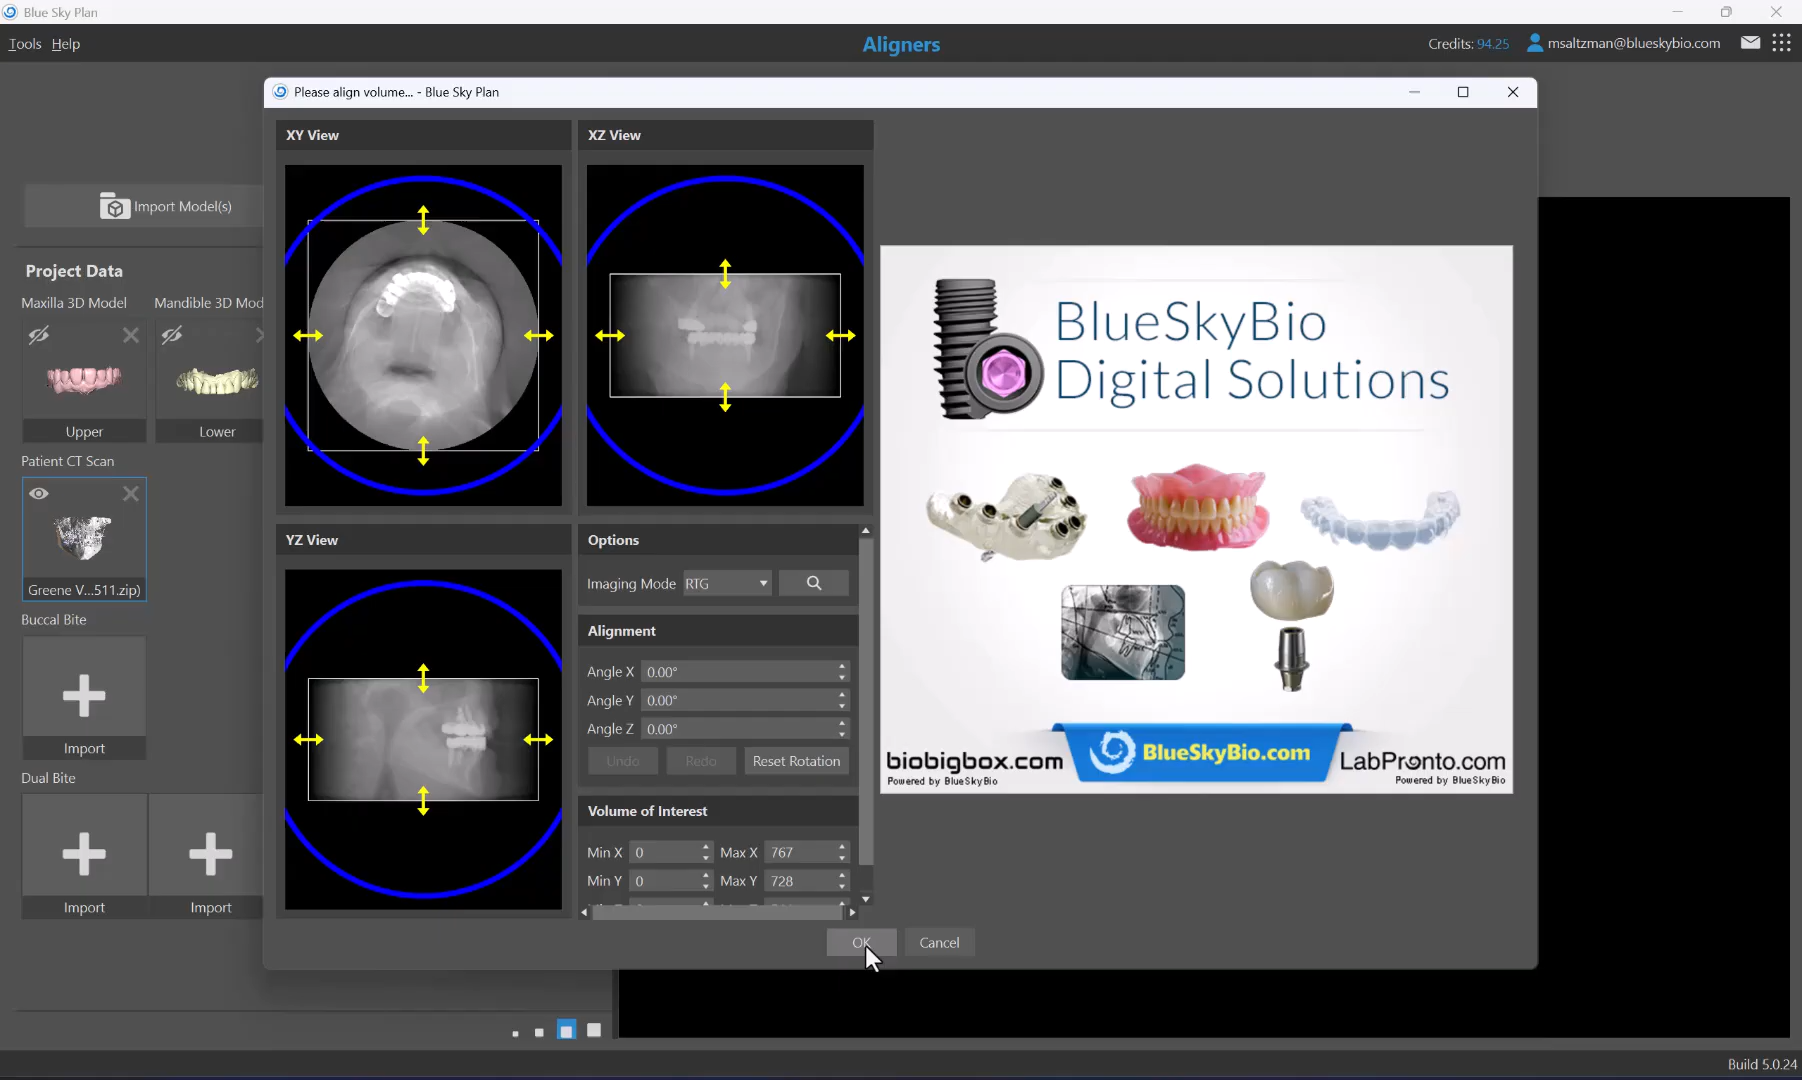 Blue Sky Plan
Tools Help
Aligners
Credits: 94.25 msaltzman@blueskybio.com
Please align volume... - Blue Sky Plan
XY View
XZ View
Import Model(s)
Project Data
Maxilla 3D Model
Mandible 3D Mod
Upper
Lower
Patient CT Scan
Greene V...511.zip)
Buccal Bite
Import
Dual Bite
Import
Import
YZ View
Options
Imaging Mode RTG
Alignment
Angle X 0.00°
Angle Y 0.00°
Angle Z 0.00°
Undo Redo Reset Rotation
Volume of Interest
Min X 0 Max X 767
Min Y 0 Max Y 728
BlueSkyBio
Digital Solutions
biobigbox.com
Powered by BlueSkyBio
BlueSkyBio.com
LabPronto.com
Powered by BlueSkyBio
OK Cancel
Build 5.0.24